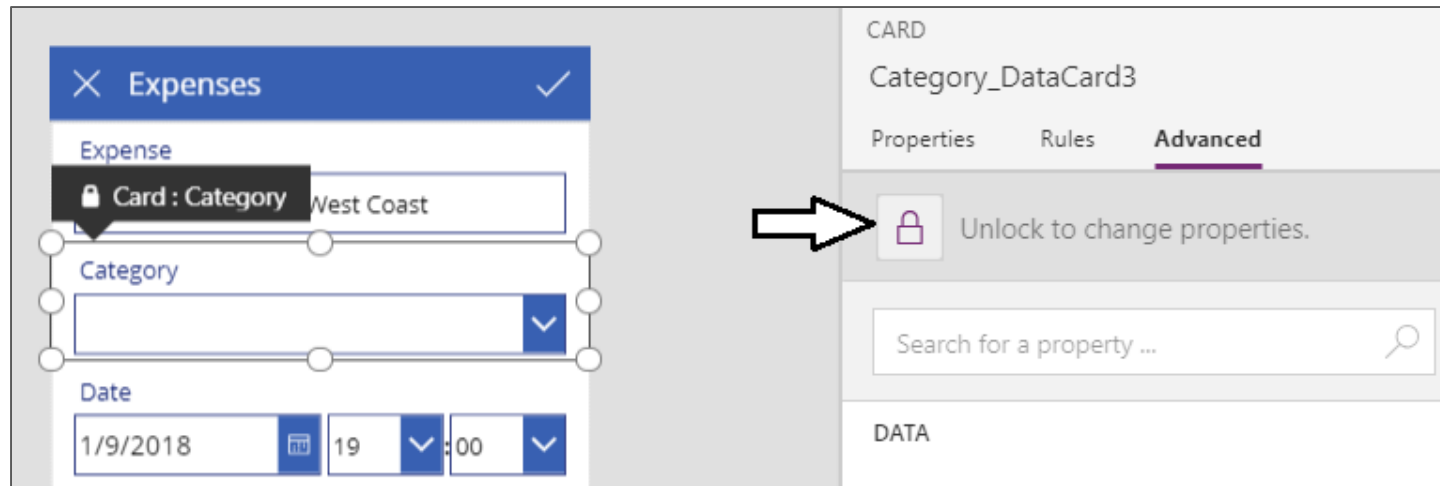 Expenses
Expense
Card : Category
West Coast
Category
Date
1/9/2018
19
:
00
CARD
Category_DataCard3
Properties
Rules
Advanced
Unlock to change properties.
Search for a property ...
DATA